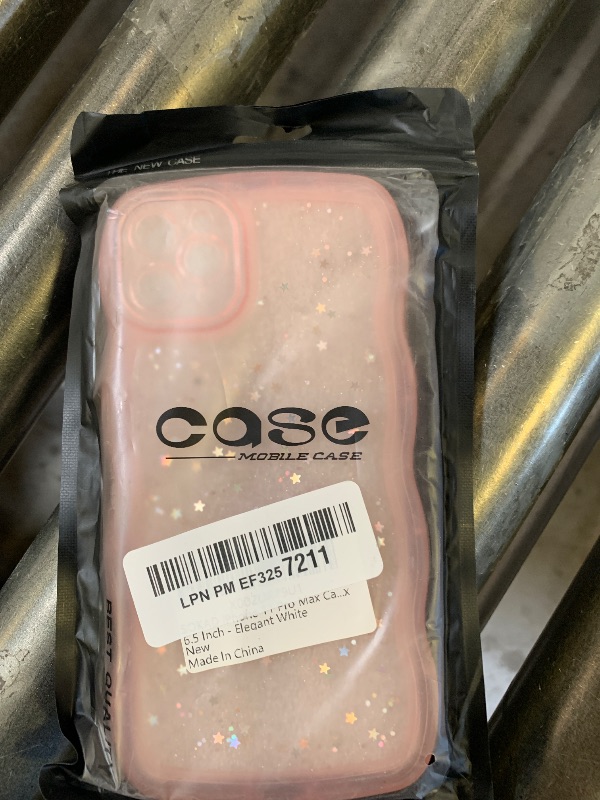 THE NEW CASE
case
MOBILE CASE
LPN PM EF3257211
Pro Max Ca...x
6.5 Inch - Elegant White
New
Made In China
BEST QUALITY